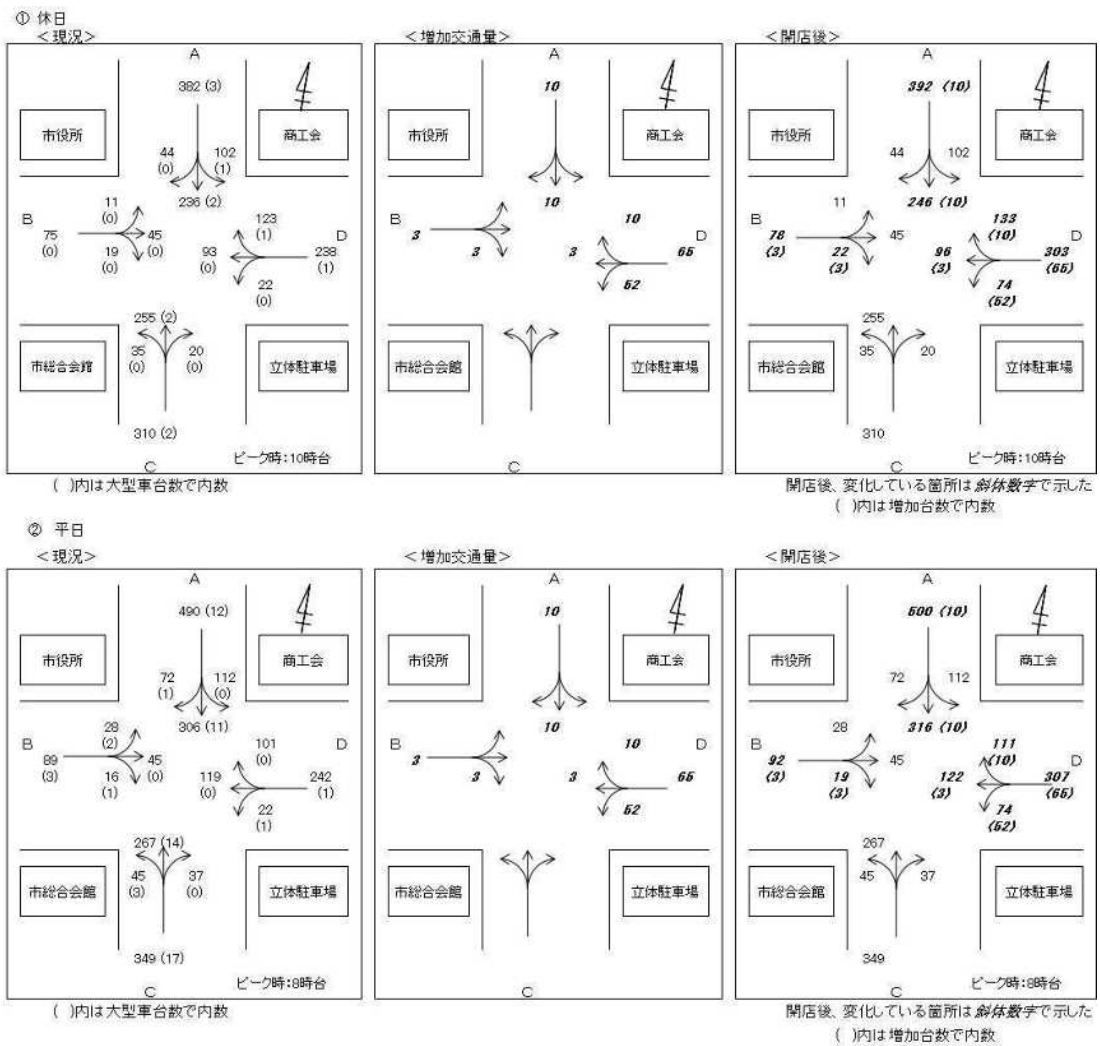 ① 休日
＜現況＞
A
382 (3)
市役所
商工会
44
(0)
102
(1)
236 (2)
B
11
(0)
75
(0)
45
(0)
19
(0)
123
(1)
D
93
(0)
238
(1)
22
(0)
255 (2)
35
(0)
20
(0)
市総合会館
立体駐車場
310 (2)
ピーク時:10時台
C
( )内は大型車台数で内数
＜増加交通量＞
A
10
市役所
商工会
10
B
3
3
10
D
3
65
52
市総合会館
立体駐車場
C
＜開店後＞
A
392 (10)
市役所
商工会
44
102
246 (10)
B
11
78
(3)
45
22
(3)
133
(10)
D
96
(3)
303
(65)
74
(52)
255
35
20
市総合会館
立体駐車場
310
ピーク時:10時台
C
開店後、変化している箇所は斜体数字で示した
( )内は増加台数で内数
② 平日
＜現況＞
A
490 (12)
市役所
商工会
72
(1)
112
(0)
306 (11)
B
28
(2)
89
(3)
45
(0)
16
(1)
101
(0)
D
119
(0)
242
(1)
22
(1)
267 (14)
45
(3)
37
(0)
市総合会館
立体駐車場
349 (17)
ピーク時:8時台
C
( )内は大型車台数で内数
＜増加交通量＞
A
10
市役所
商工会
10
B
3
3
10
D
3
65
52
市総合会館
立体駐車場
C
＜開店後＞
A
500 (10)
市役所
商工会
72
112
316 (10)
B
28
92
(3)
45
19
(3)
111
(10)
D
122
(3)
307
(65)
74
(52)
267
45
37
市総合会館
立体駐車場
349
ピーク時:8時台
C
開店後、変化している箇所は斜体数字で示した
( )内は増加台数で内数